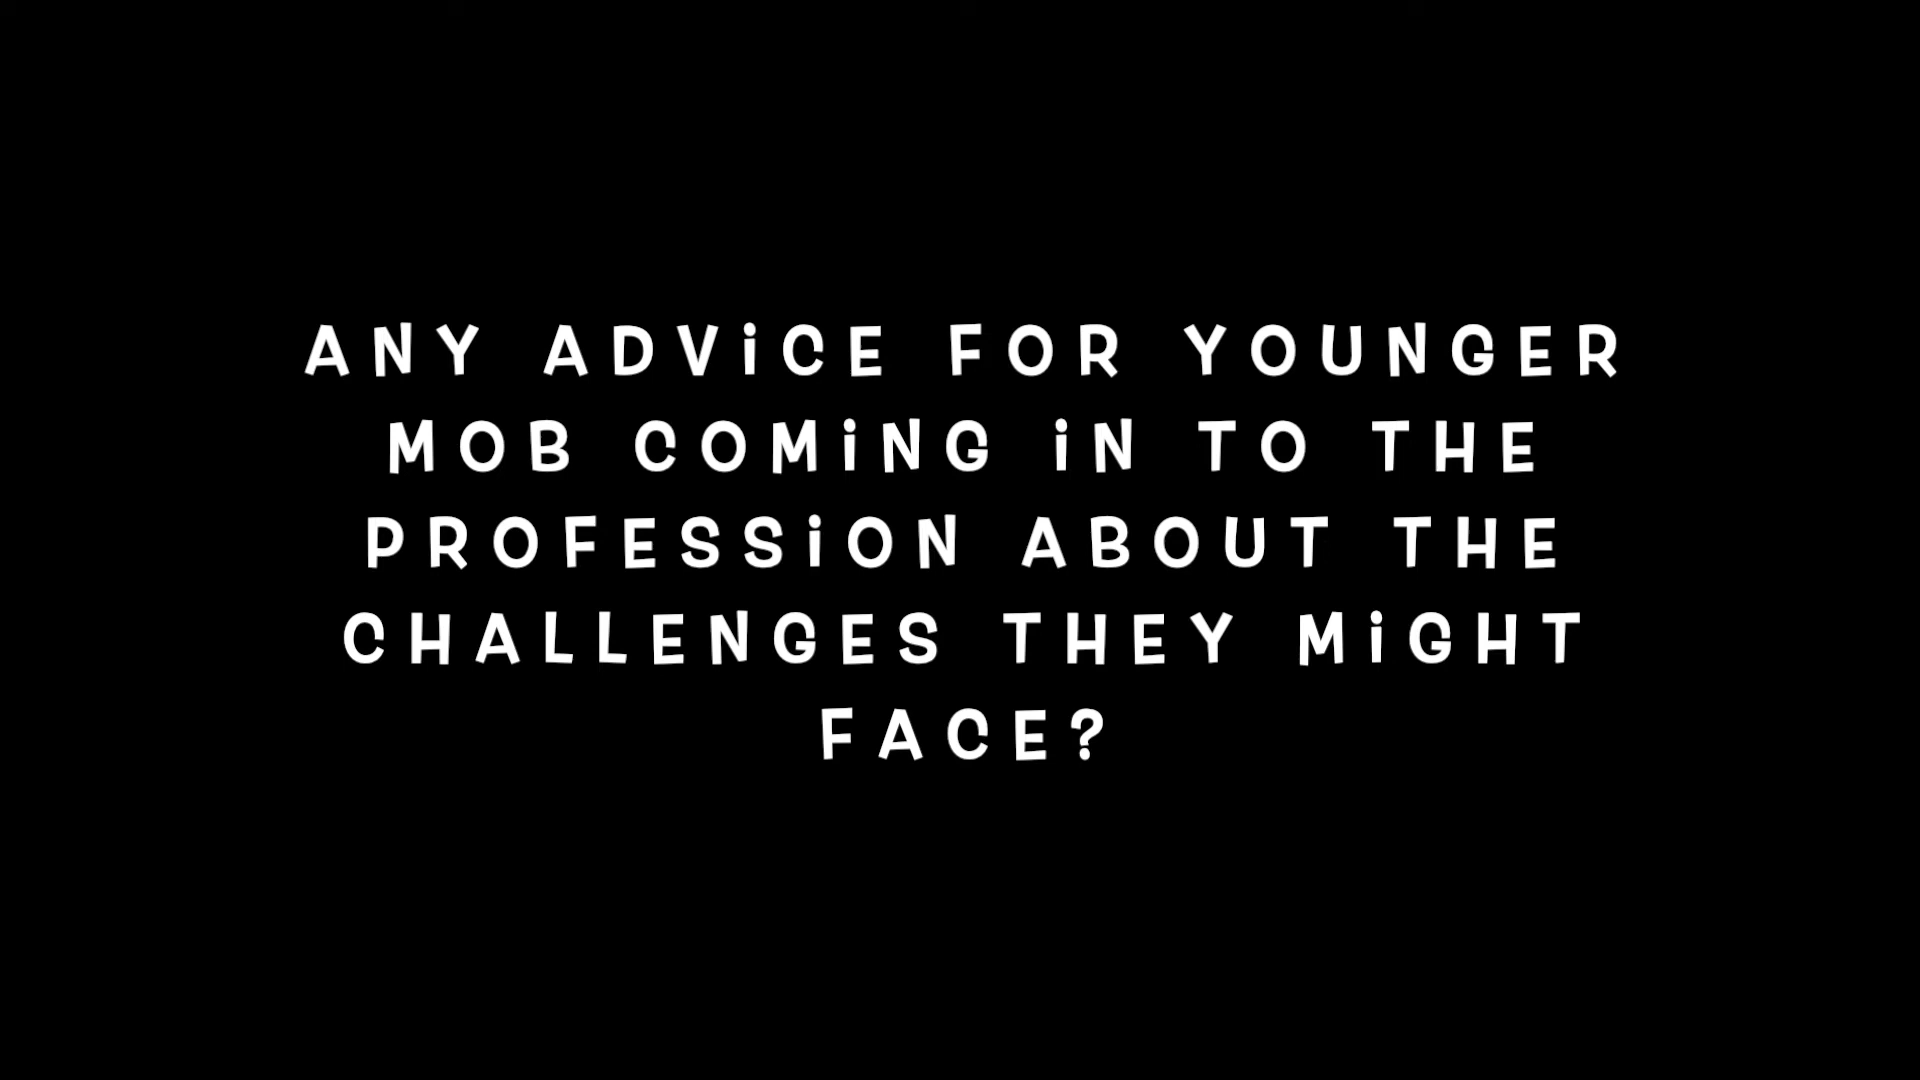 ANY ADViCE FOR YOUNGER
MOB COMiNG iN TO THE
PROFESSiON ABOUT THE
CHALLENGES THEY MiGHT
FACE?